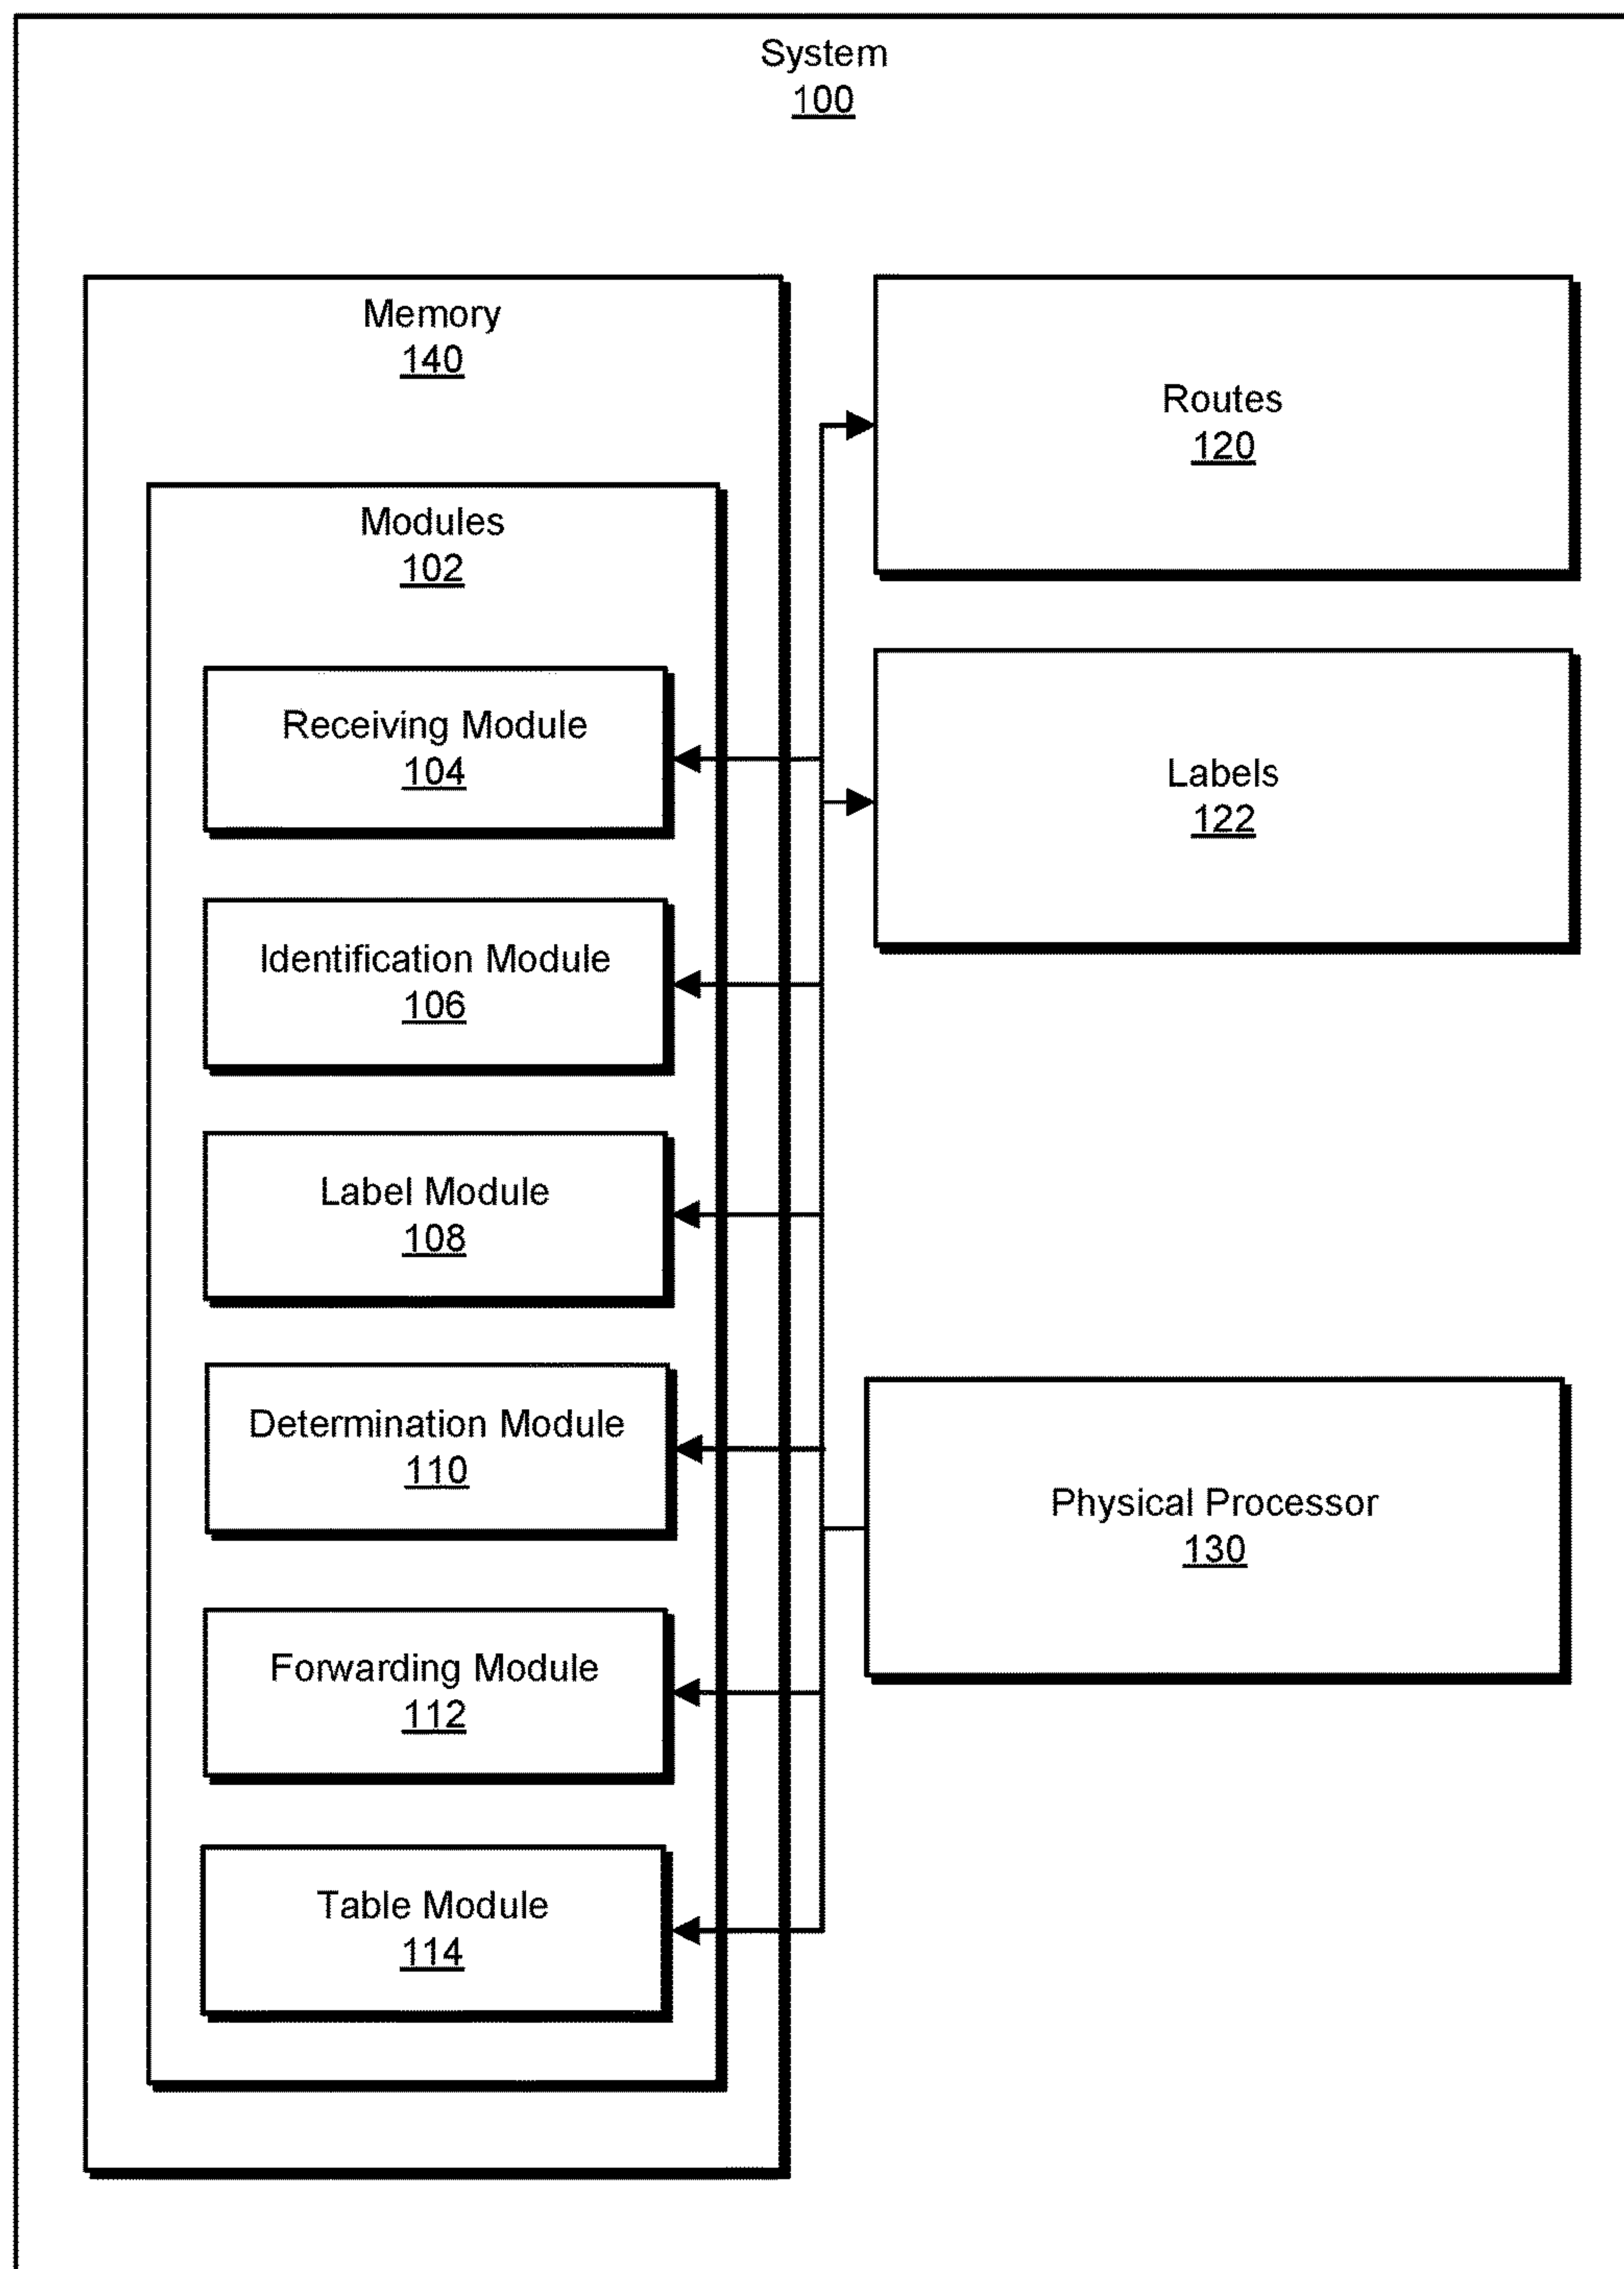 System
100
Memory
140
Modules
102
Receiving Module
104
Identification Module
106
Label Module
108
Determination Module
110
Forwarding Module
112
Table Module
114
Routes
120
Labels
122
Physical Processor
130